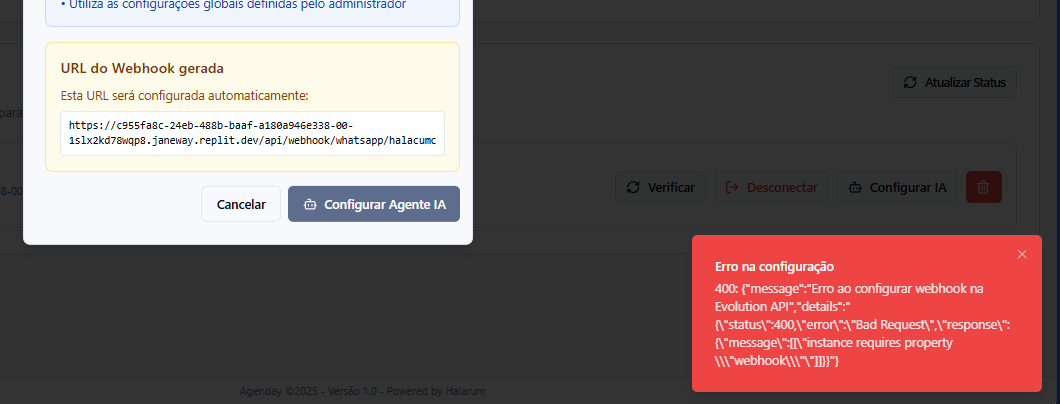 • Utiliza as configurações globais definidas pelo administrador
URL do Webhook gerada
Esta URL será configurada automaticamente:
https://c955fa8c-24eb-488b-baaf-a180a946e338-00-
1slx2kd78wqp8.janeway.replit.dev/api/webhook/whatsapp/halacumc
Cancelar
Configurar Agente IA
Atualizar Status
para
8-00
Verificar
Desconectar
Configurar IA
Erro na configuração
400: {"message":"Erro ao configurar webhook na
Evolution API","details":"
{\"status\":400,\"error\":\"Bad Request\",\"response\":
{\"message\":[[\"instance requires property
\\\"webhook\\\"\"]]}}"}
Agenday ©2025 - Versão 1.0 - Powered by Halarum